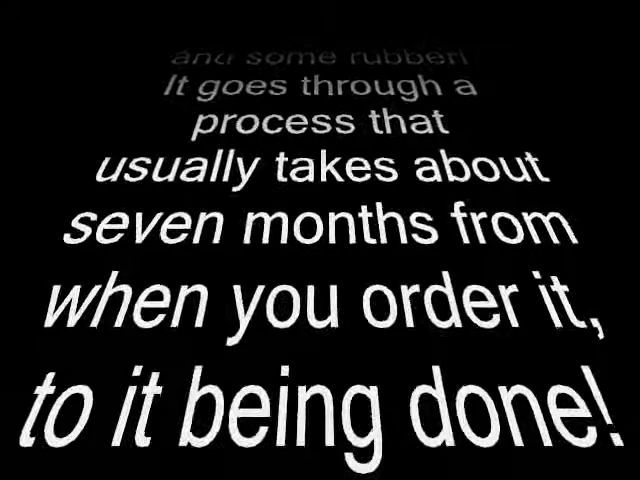 and some rubber!
It goes through a
process that
usually takes about
seven months from
when you order it,
to it being done!